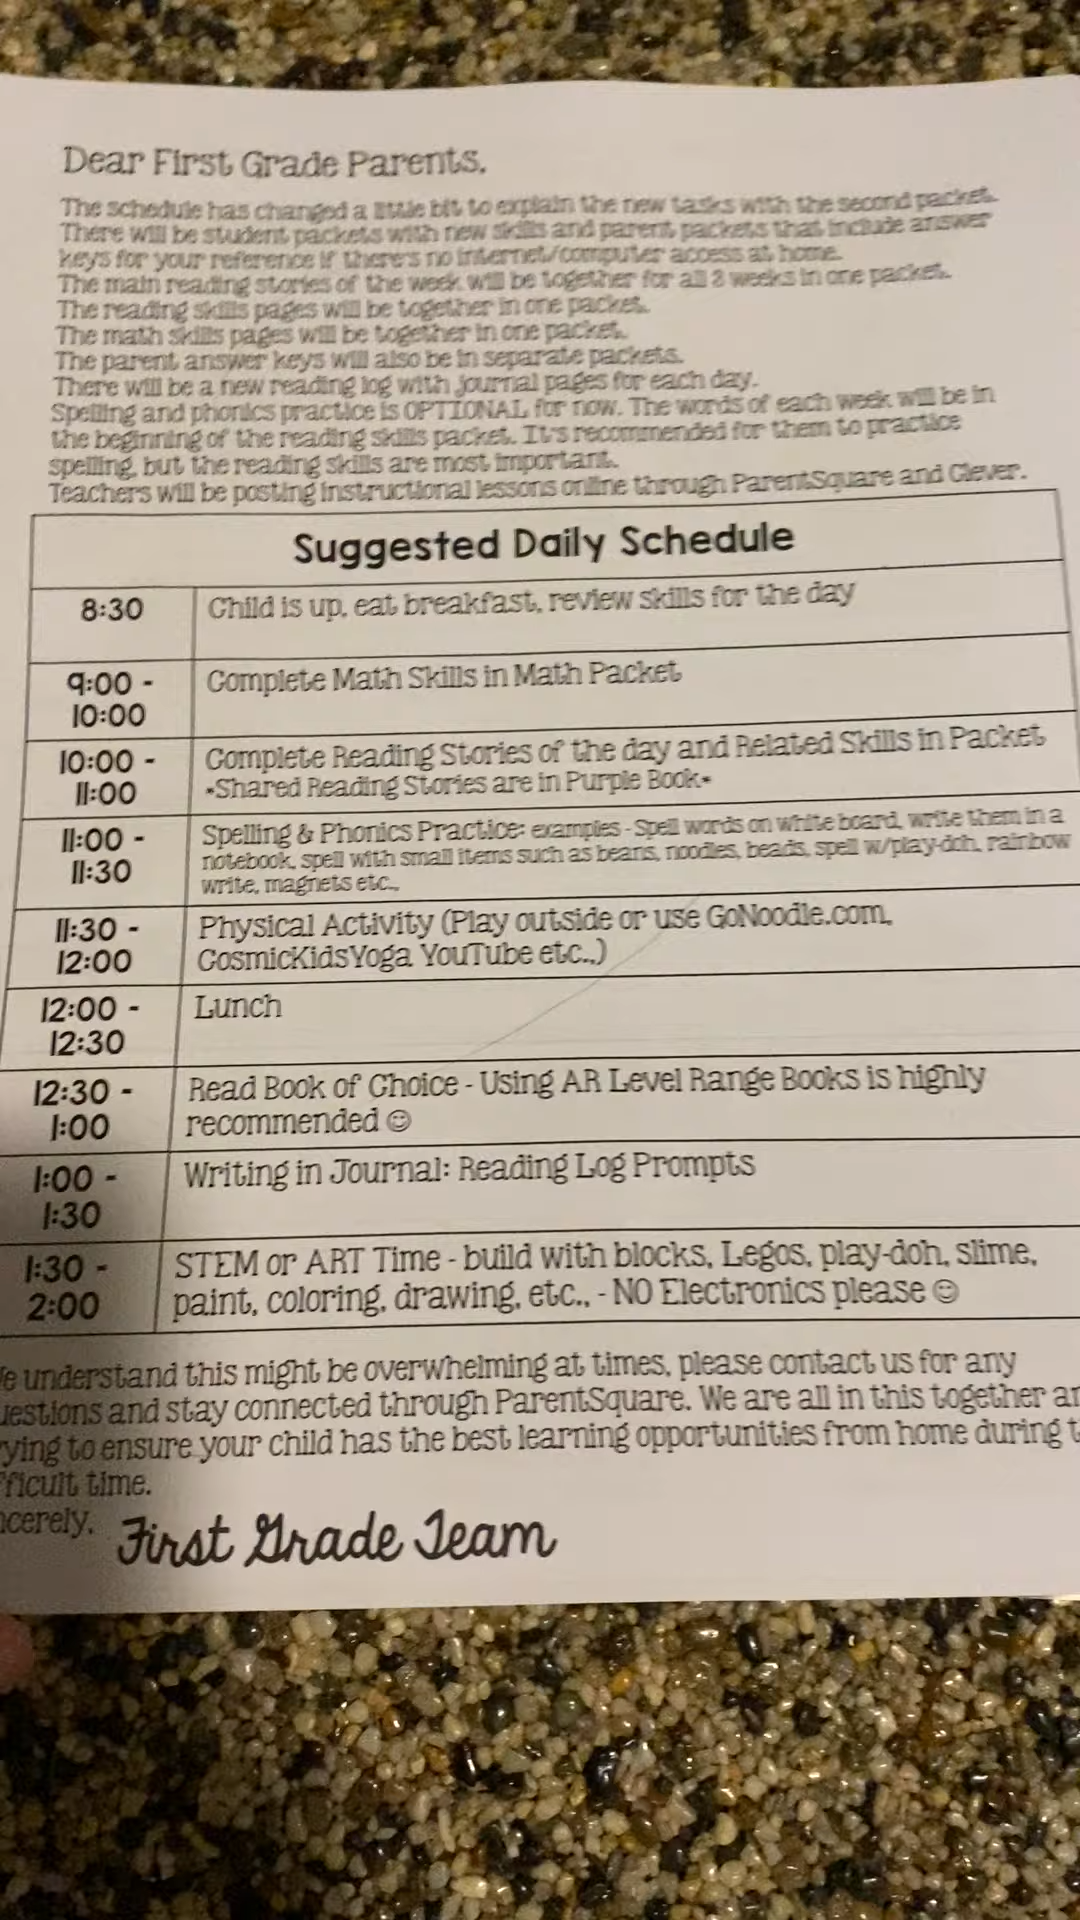 Dear First Grade Parents,
The schedule has changed a little bit to explain the new tasks with the second packet.
There will be student packets with new skills and parent packets that include answer
keys for your reference if there's no internet/computer access at home.
The main reading stories of the week will be together for all 3 weeks in one packet.
The reading skills pages will be together in one packet.
The math skills pages will be together in one packet.
The parent answer keys will also be in separate packets.
There will be a new reading log with journal pages for each day.
Spelling and phonics practice is OPTIONAL for now. The words of each week will be in
the beginning of the reading skills packet. It's recommended for them to practice
spelling, but the reading skills are most important.
Teachers will be posting instructional lessons online through ParentSquare and Clever.
Suggested Daily Schedule
8:30 Child is up, eat breakfast, review skills for the day
9:00 - Complete Math Skills in Math Packet
10:00
10:00 - Complete Reading Stories of the day and Related Skills in Packet
11:00 *Shared Reading Stories are in Purple Book*
11:00 - Spelling & Phonics Practice: examples - Spell words on white board, write them in a
11:30 notebook, spell with small items such as beans, noodles, beads, spell w/play-doh, rainbow
write, magnets etc.,
11:30 - Physical Activity (Play outside or use GoNoodle.com,
12:00 CosmicKidsYoga YouTube etc.,)
12:00 - Lunch
12:30
12:30 - Read Book of Choice - Using AR Level Range Books is highly
1:00 recommended ☺
1:00 - Writing in Journal: Reading Log Prompts
1:30
1:30 - STEM or ART Time - build with blocks, Legos, play-doh, slime,
2:00 paint, coloring, drawing, etc., - NO Electronics please ☺
e understand this might be overwhelming at times, please contact us for any
estions and stay connected through ParentSquare. We are all in this together a
ying to ensure your child has the best learning opportunities from home during t
ficult time.
cerely,
First Grade Team